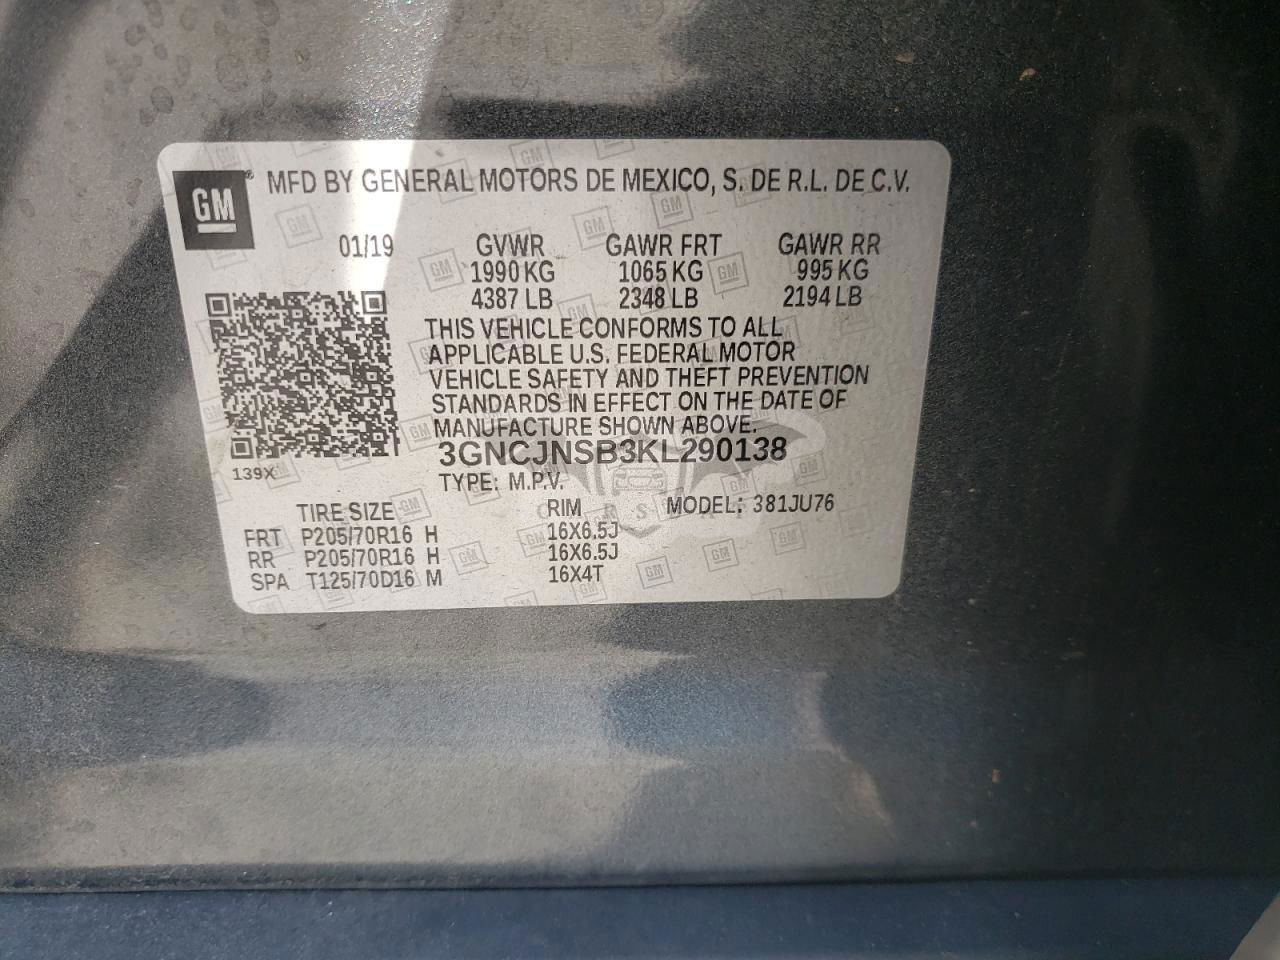 GM
MFD BY GENERAL MOTORS DE MEXICO, S. DE R.L. DE C.V.
01/19 GVWR GAWR FRT GAWR RR
1990 KG 1065 KG 995 KG
4387 LB 2348 LB 2194 LB
THIS VEHICLE CONFORMS TO ALL
APPLICABLE U.S. FEDERAL MOTOR
VEHICLE SAFETY AND THEFT PREVENTION
STANDARDS IN EFFECT ON THE DATE OF
MANUFACTURE SHOWN ABOVE.
3GNCJNSB3KL290138
139X
TYPE: M.P.V.
TIRE SIZE RIM MODEL: 381JU76
FRT P205/70R16 H 16X6.5J
RR P205/70R16 H 16X6.5J
SPA T125/70D16 M 16X4T